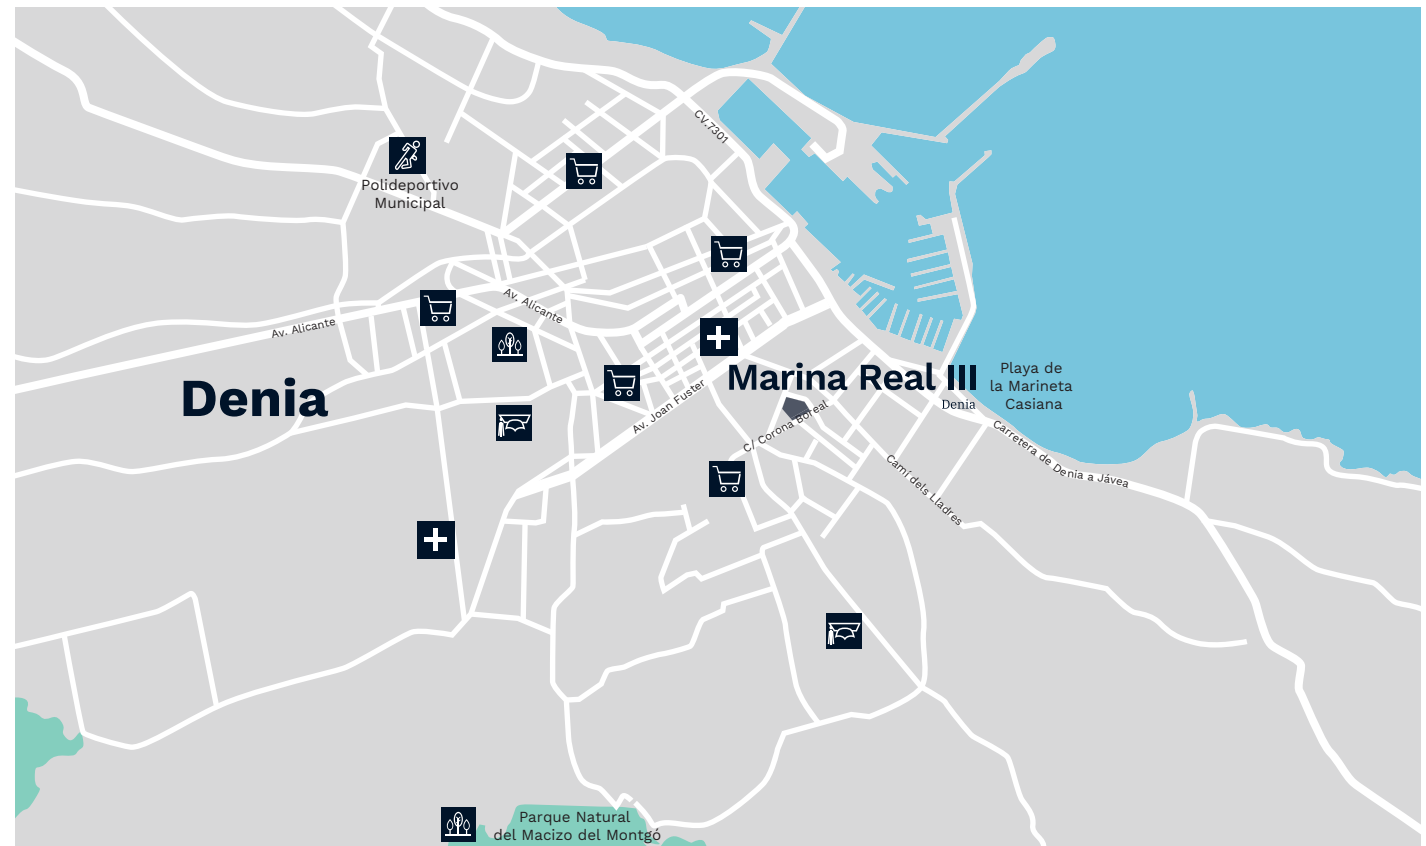 CV.7301
Polideportivo
Municipal
Av. Alicante
Av. Alicante
Denia
Marina Real III
Denia
Playa de
la Marineta
Casiana
Av. Joan Fuster
C/ Corona Boreal
Carretera de Denia a Jávea
Camí dels Lladres
Parque Natural
del Macizo del Montgó